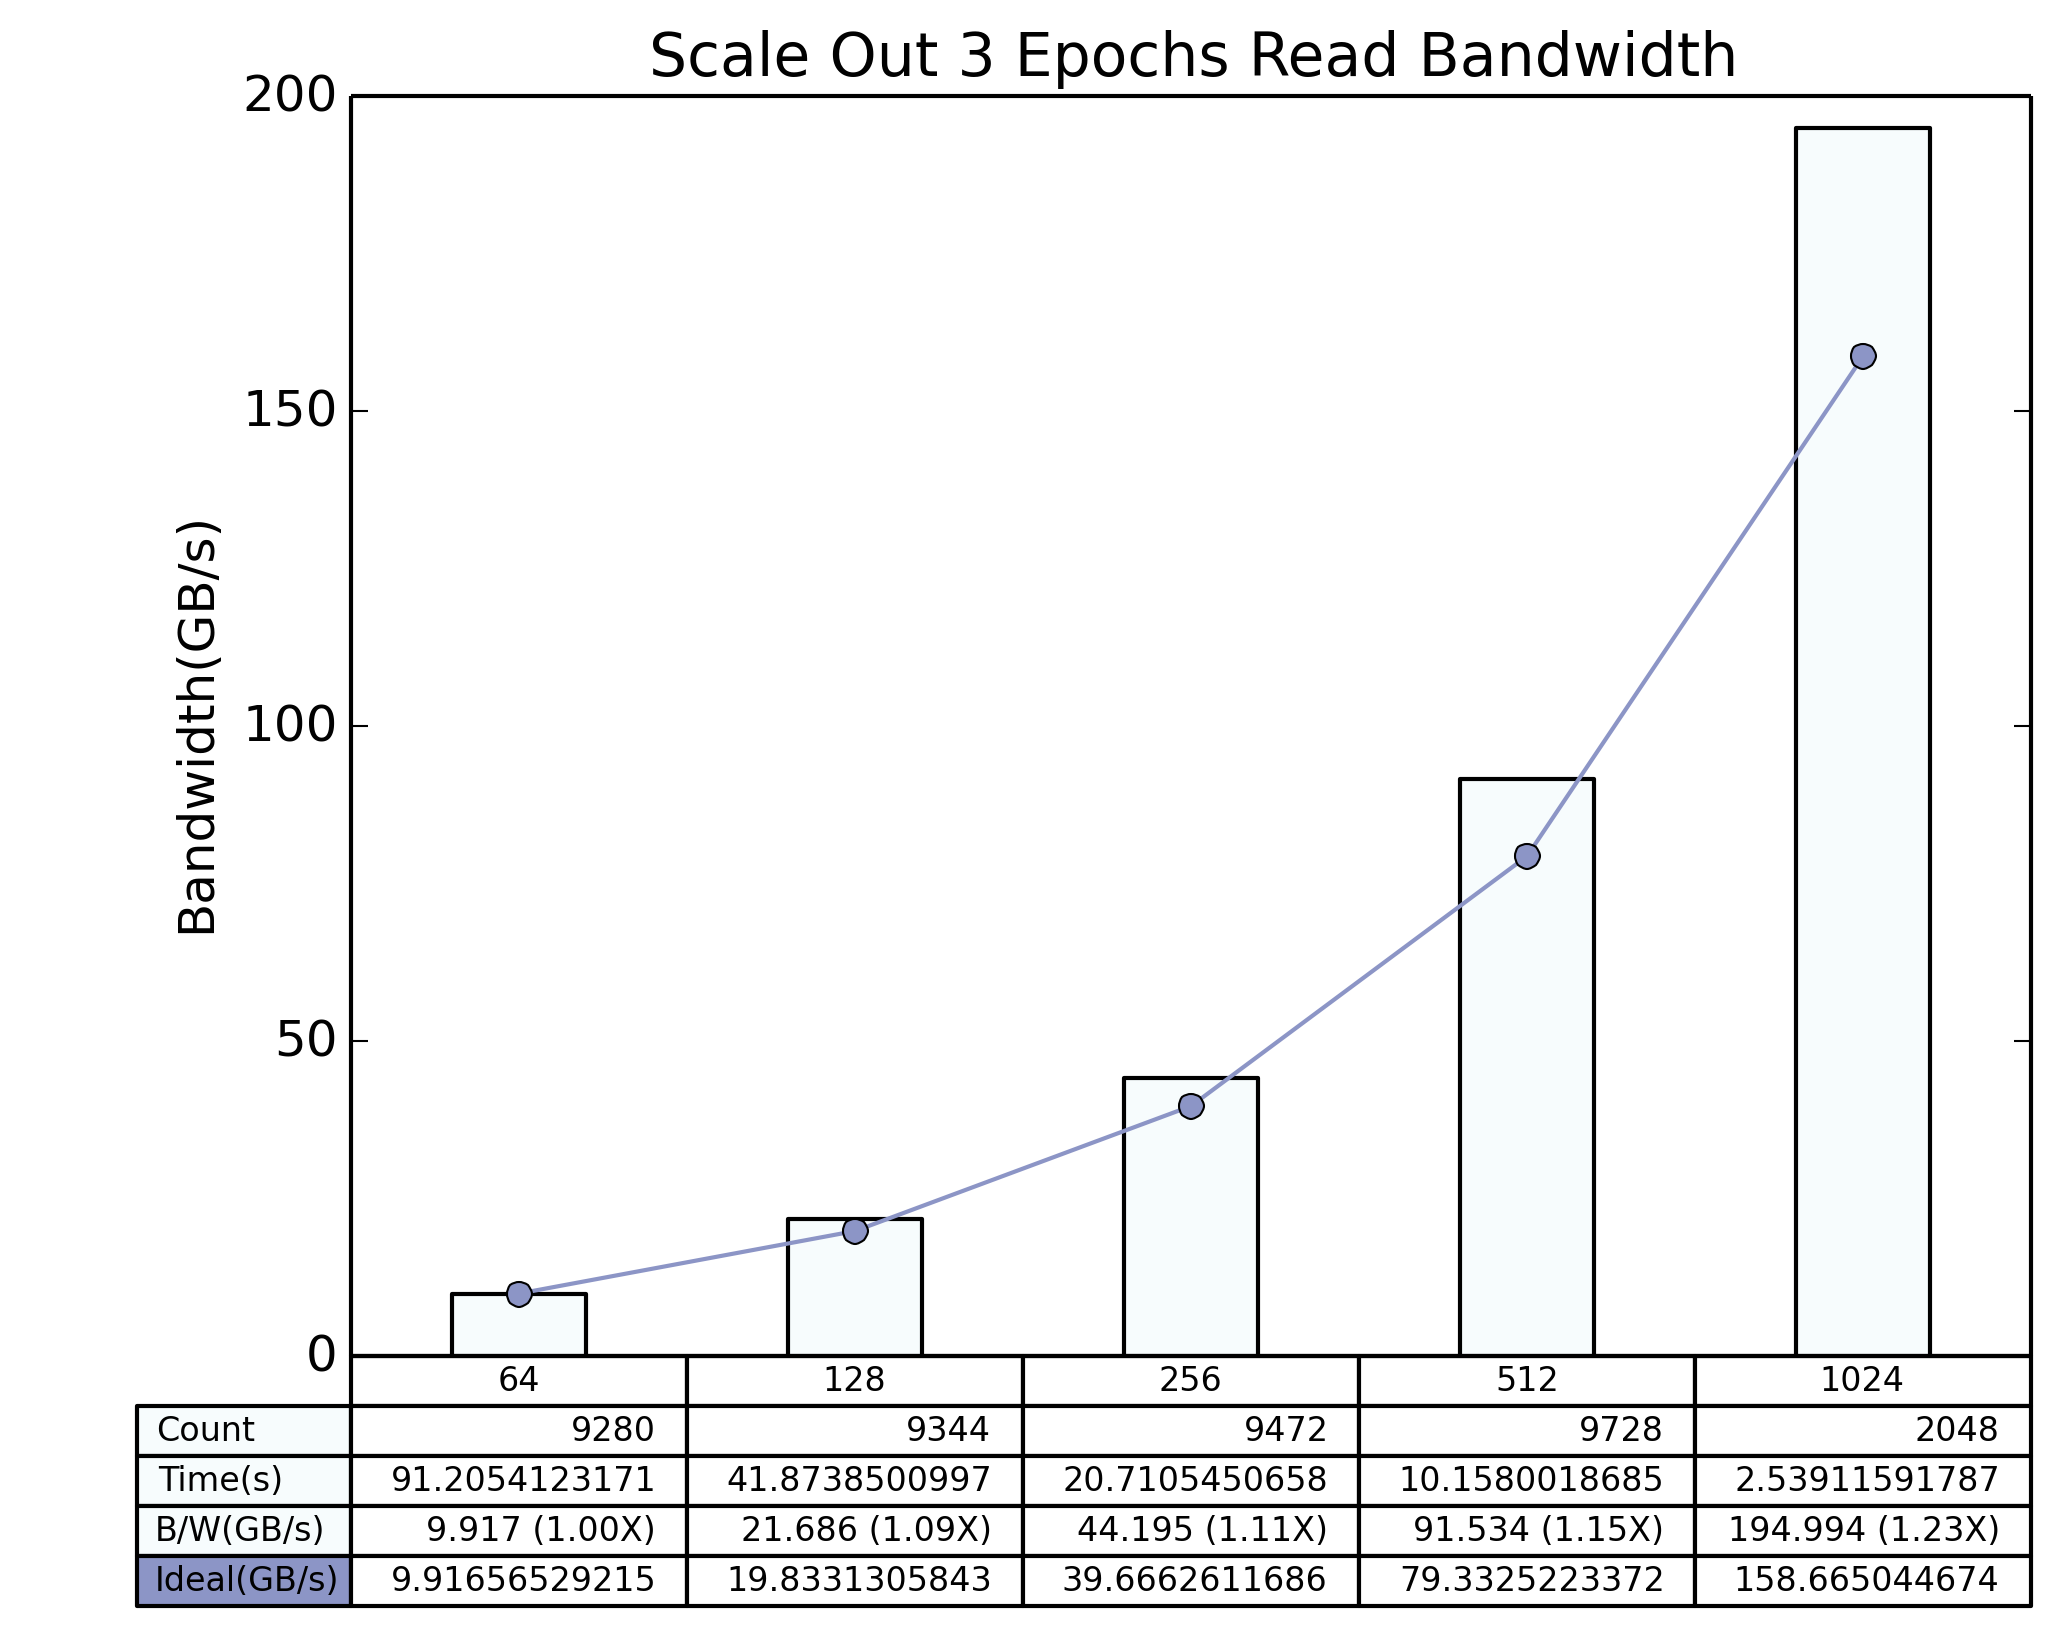 Scale Out 3 Epochs Read Bandwidth
200
150
100
50
0
Bandwidth(GB/s)
64 128 256 512 1024
Count 9280 9344 9472 9728 2048
Time(s) 91.2054123171 41.8738500997 20.7105450658 10.1580018685 2.53911591787
B/W(GB/s) 9.917 (1.00X) 21.686 (1.09X) 44.195 (1.11X) 91.534 (1.15X) 194.994 (1.23X)
Ideal(GB/s) 9.91656529215 19.8331305843 39.6662611686 79.3325223372 158.665044674